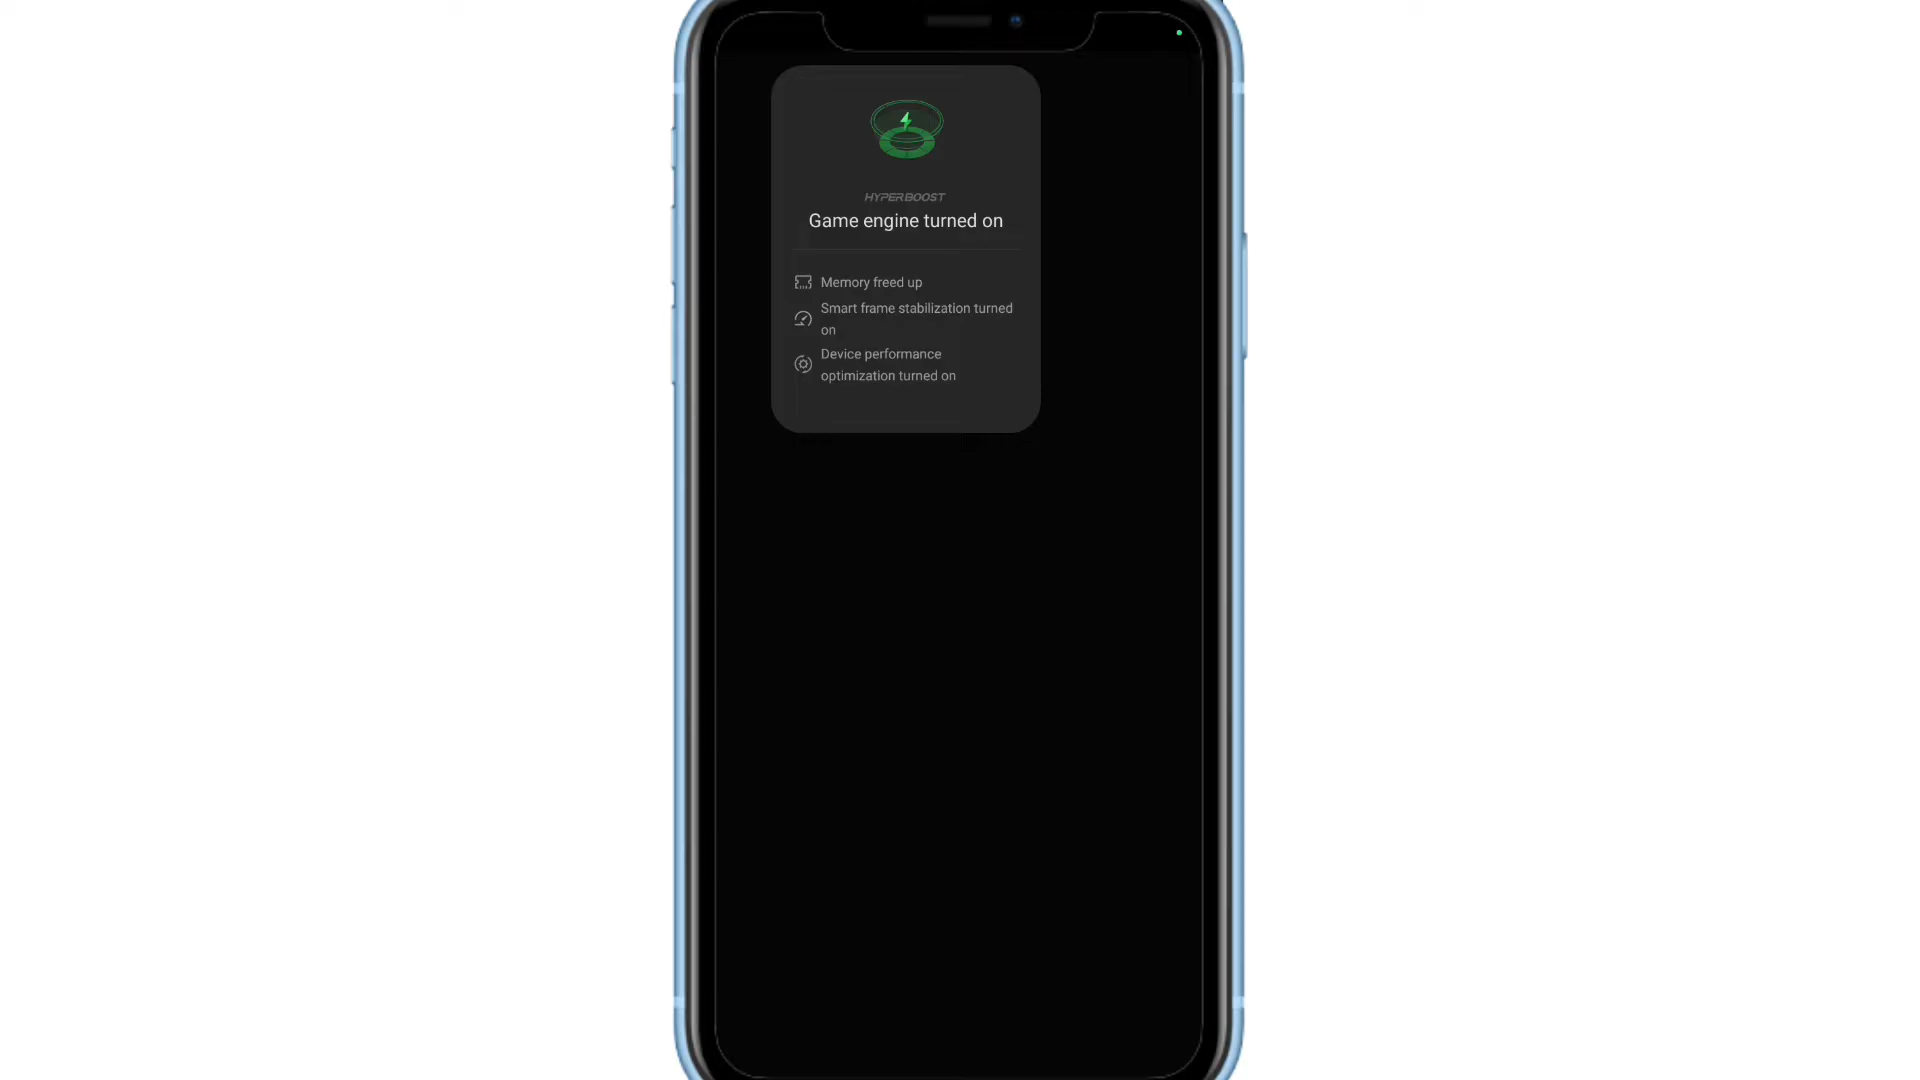 HYPERBOOST
Game engine turned on
Memory freed up
Smart frame stabilization turned
on
Device performance
optimization turned on